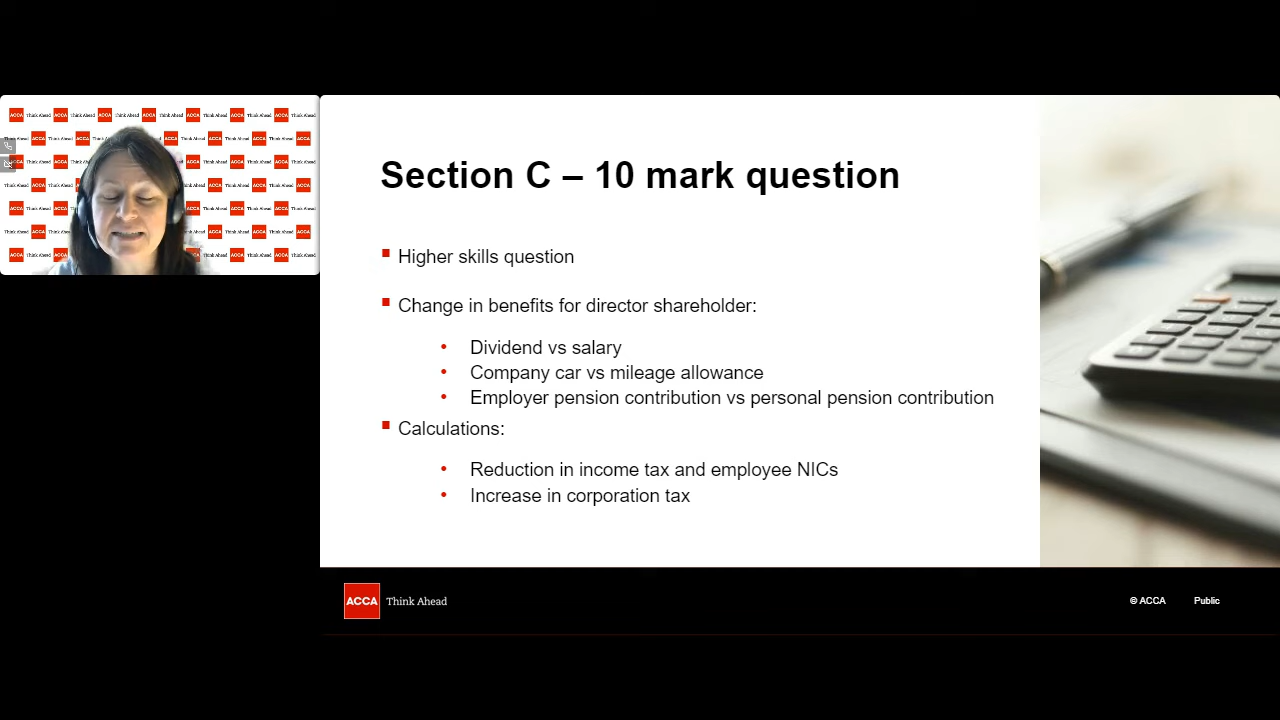 Section C – 10 mark question
Higher skills question
Change in benefits for director shareholder:
Dividend vs salary
Company car vs mileage allowance
Employer pension contribution vs personal pension contribution
Calculations:
Reduction in income tax and employee NICs
Increase in corporation tax
ACCA Think Ahead
© ACCA Public